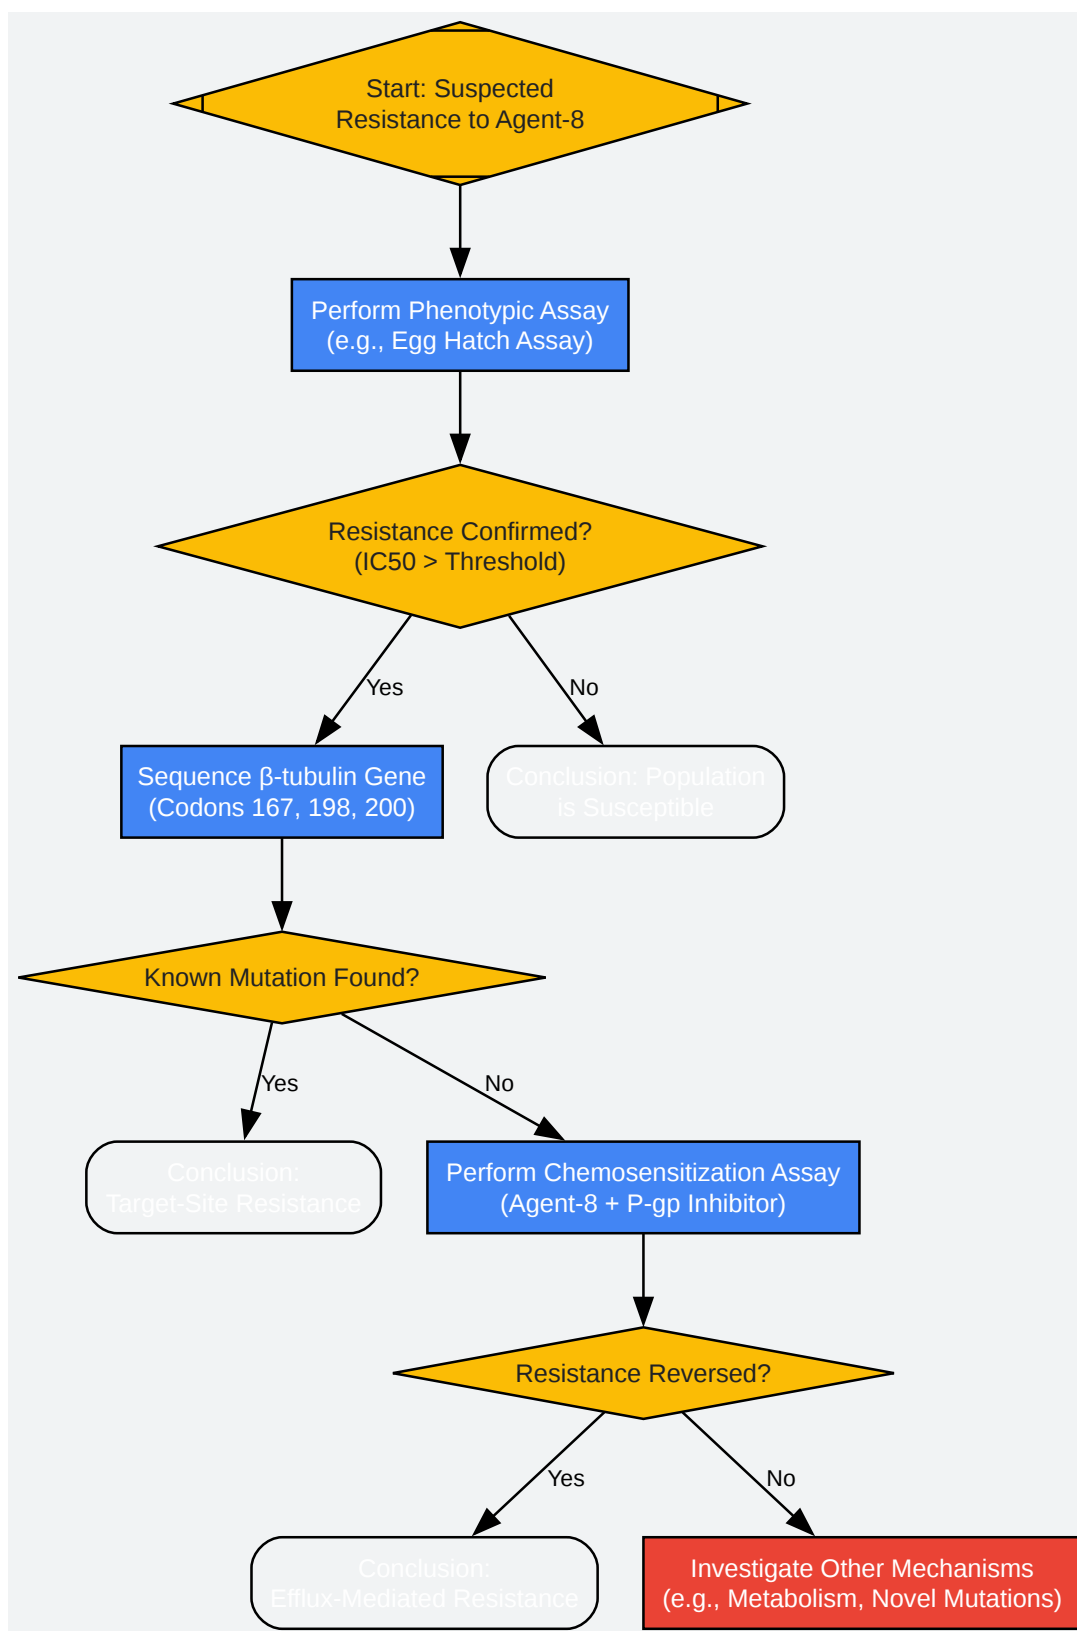 Start: Suspected
Resistance to Agent-8
Perform Phenotypic Assay
(e.g., Egg Hatch Assay)
Resistance Confirmed?
(IC50 > Threshold)
Yes
No
Sequence β-tubulin Gene
(Codons 167, 198, 200)
Conclusion: Population
is Susceptible
Known Mutation Found?
Yes
No
Conclusion:
Target-Site Resistance
Perform Chemosensitization Assay
(Agent-8 + P-gp Inhibitor)
Resistance Reversed?
Yes
No
Conclusion:
Efflux-Mediated Resistance
Investigate Other Mechanisms
(e.g., Metabolism, Novel Mutations)